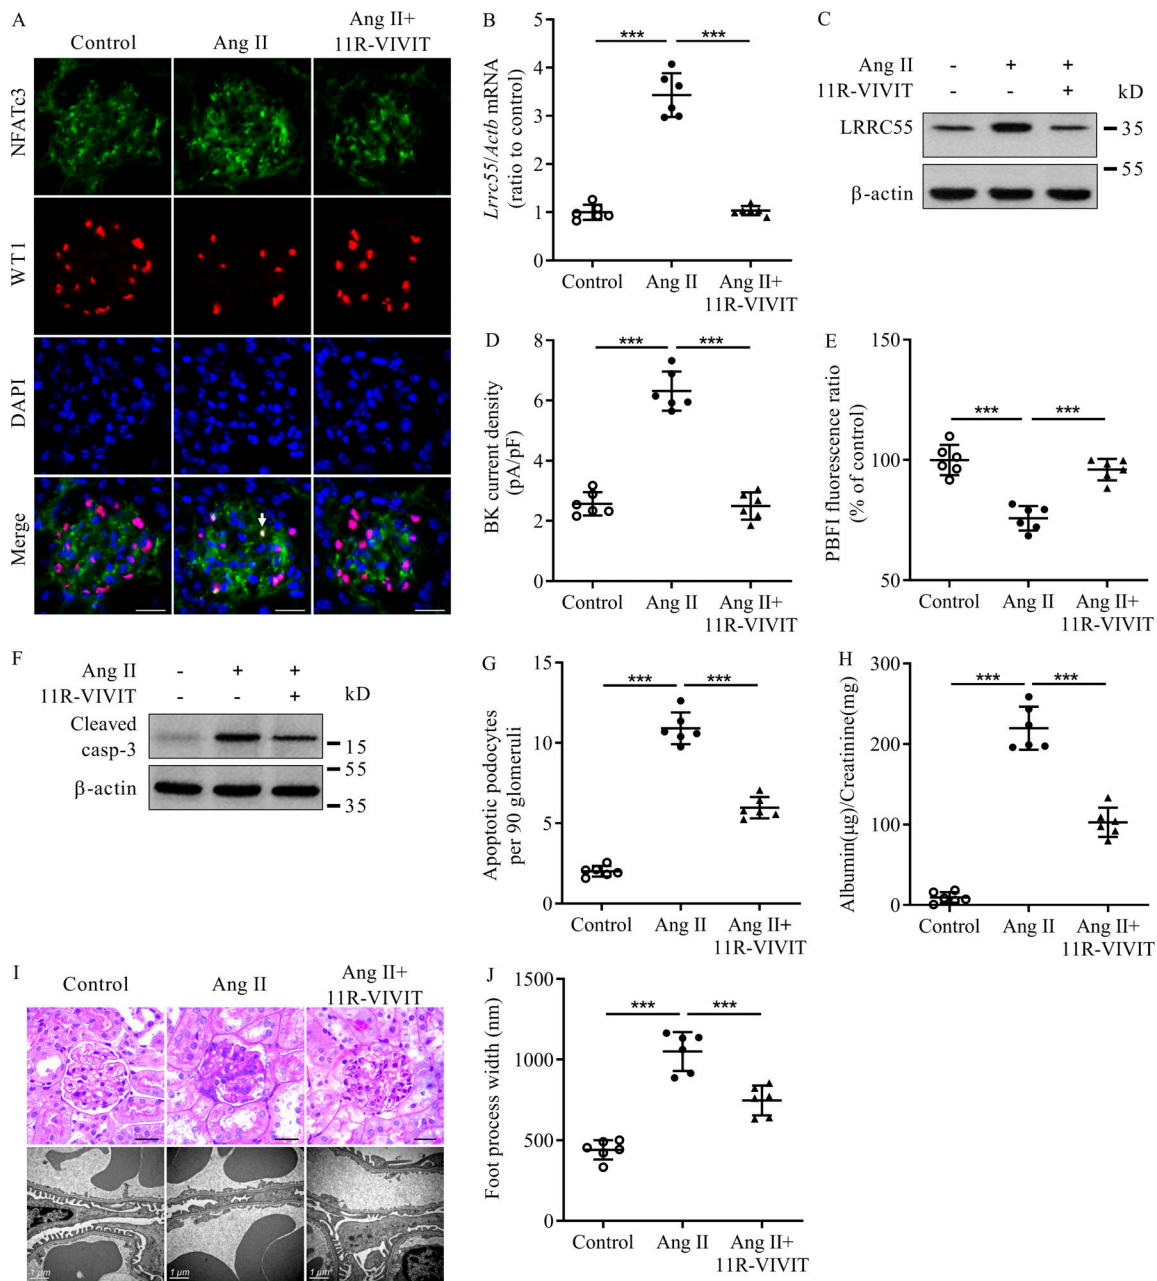 A
Control
Ang II
Ang II+
11R-VIVIT
NFATc3
WT1
DAPI
Merge
B
Lrrc55/Actb mRNA
(ratio to control)
5
4
3
2
1
0
***
***
Control
Ang II
Ang II+
11R-VIVIT
C
Ang II - + +
11R-VIVIT - - + kD
LRRC55
35
55
β-actin
D
BK current density
(pA/pF)
8
6
4
2
0
***
***
Control
Ang II
Ang II+
11R-VIVIT
E
PBFI fluorescence ratio
(% of control)
150
100
50
***
***
Control
Ang II
Ang II+
11R-VIVIT
F
Ang II - + +
11R-VIVIT - - + kD
Cleaved
casp-3
15
55
β-actin
35
G
Apoptotic podocytes
per 90 glomeruli
15
10
5
0
***
***
Control
Ang II
Ang II+
11R-VIVIT
H
Albumin(μg)/Creatinine(mg)
300
200
100
0
***
***
Control
Ang II
Ang II+
11R-VIVIT
I
Control
Ang II
Ang II+
11R-VIVIT
1 μm
1 μm
1 μm
J
Foot process width (nm)
1500
1000
500
0
***
***
Control
Ang II
Ang II+
11R-VIVIT